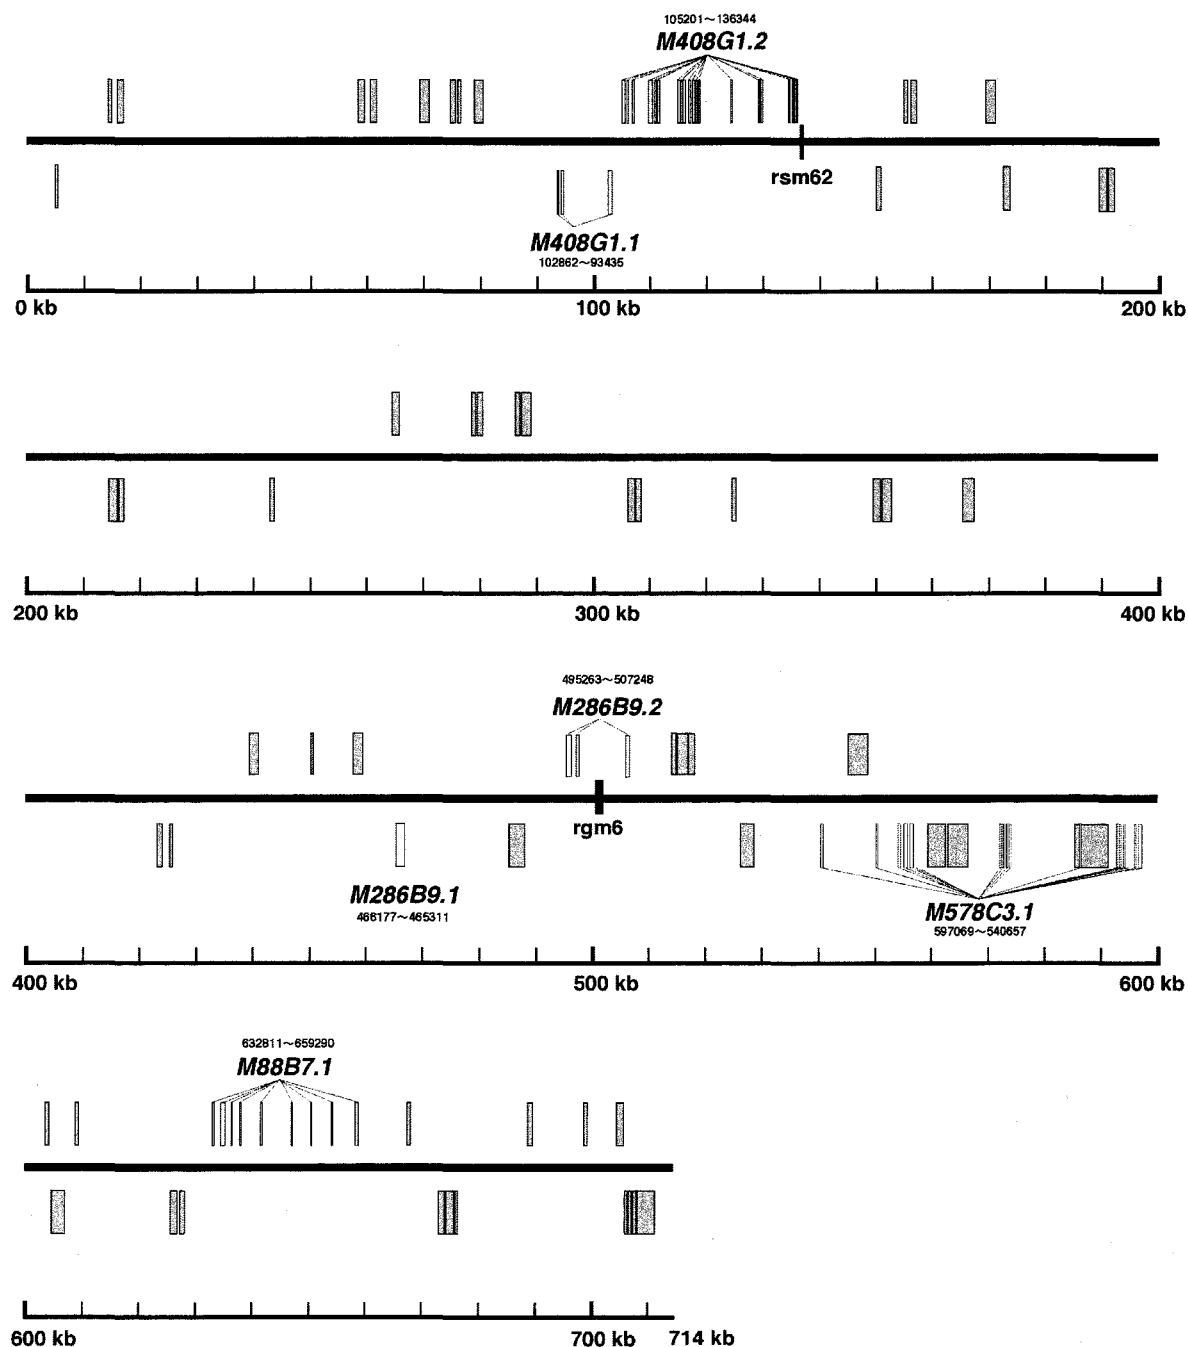 105201~136344
M408G1.2
rsm62
M408G1.1
102862~93435
0 kb 100 kb 200 kb
200 kb 300 kb 400 kb
495263~507248
M286B9.2
rgm6
M286B9.1
466177~465311
M578C3.1
597069~540657
400 kb 500 kb 600 kb
632811~659290
M88B7.1
600 kb 700 kb 714 kb